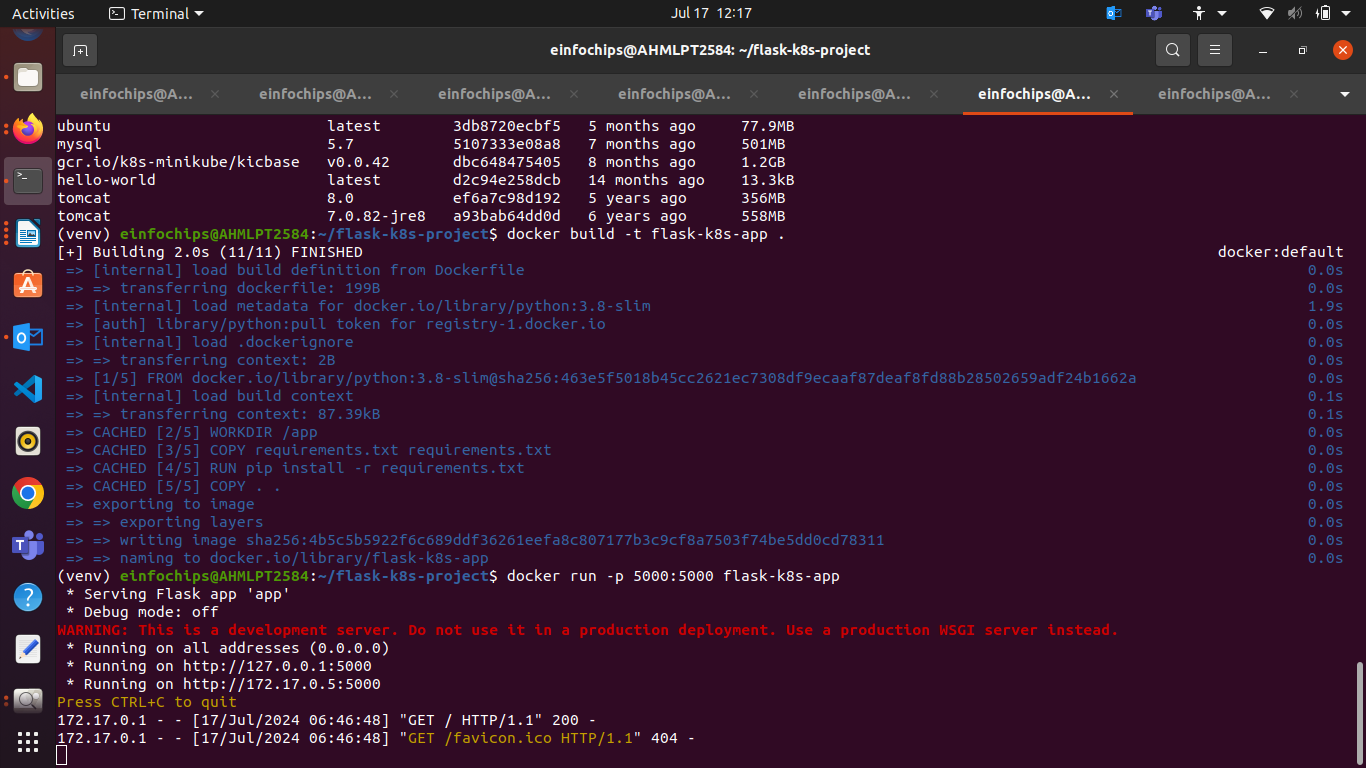 Activities Terminal Jul 17 12:17
einfochips@AHMLPT2584: ~/flask-k8s-project
einfochips@A... einfochips@A... einfochips@A... einfochips@A... einfochips@A... einfochips@A... einfochips@A...
ubuntu latest 3db8720ecbf5 5 months ago 77.9MB
mysql 5.7 5107333e08a8 7 months ago 501MB
gcr.io/k8s-minikube/kicbase v0.0.42 dbc648475405 8 months ago 1.2GB
hello-world latest d2c94e258dcb 14 months ago 13.3kB
tomcat 8.0 ef6a7c98d192 5 years ago 356MB
tomcat 7.0.82-jre8 a93bab64dd0d 6 years ago 558MB
(venv) einfochips@AHMLPT2584:~/flask-k8s-project$ docker build -t flask-k8s-app .
[+] Building 2.0s (11/11) FINISHED docker:default
=> [internal] load build definition from Dockerfile 0.0s
=> => transferring dockerfile: 199B 0.0s
=> [internal] load metadata for docker.io/library/python:3.8-slim 1.9s
=> [auth] library/python:pull token for registry-1.docker.io 0.0s
=> [internal] load .dockerignore 0.0s
=> => transferring context: 2B 0.0s
=> [1/5] FROM docker.io/library/python:3.8-slim@sha256:463e5f5018b45cc2621ec7308df9ecaaf87deaf8fd88b28502659adf24b1662a 0.0s
=> [internal] load build context 0.1s
=> => transferring context: 87.39kB 0.1s
=> CACHED [2/5] WORKDIR /app 0.0s
=> CACHED [3/5] COPY requirements.txt requirements.txt 0.0s
=> CACHED [4/5] RUN pip install -r requirements.txt 0.0s
=> CACHED [5/5] COPY . . 0.0s
=> exporting to image 0.0s
=> => exporting layers 0.0s
=> => writing image sha256:4b5c5b5922f6c689ddf36261eefa8c807177b3c9cf8a7503f74be5dd0cd78311 0.0s
=> => naming to docker.io/library/flask-k8s-app 0.0s
(venv) einfochips@AHMLPT2584:~/flask-k8s-project$ docker run -p 5000:5000 flask-k8s-app
* Serving Flask app 'app'
* Debug mode: off
WARNING: This is a development server. Do not use it in a production deployment. Use a production WSGI server instead.
* Running on all addresses (0.0.0.0)
* Running on http://127.0.0.1:5000
* Running on http://172.17.0.5:5000
Press CTRL+C to quit
172.17.0.1 - - [17/Jul/2024 06:46:48] "GET / HTTP/1.1" 200 -
172.17.0.1 - - [17/Jul/2024 06:46:48] "GET /favicon.ico HTTP/1.1" 404 -